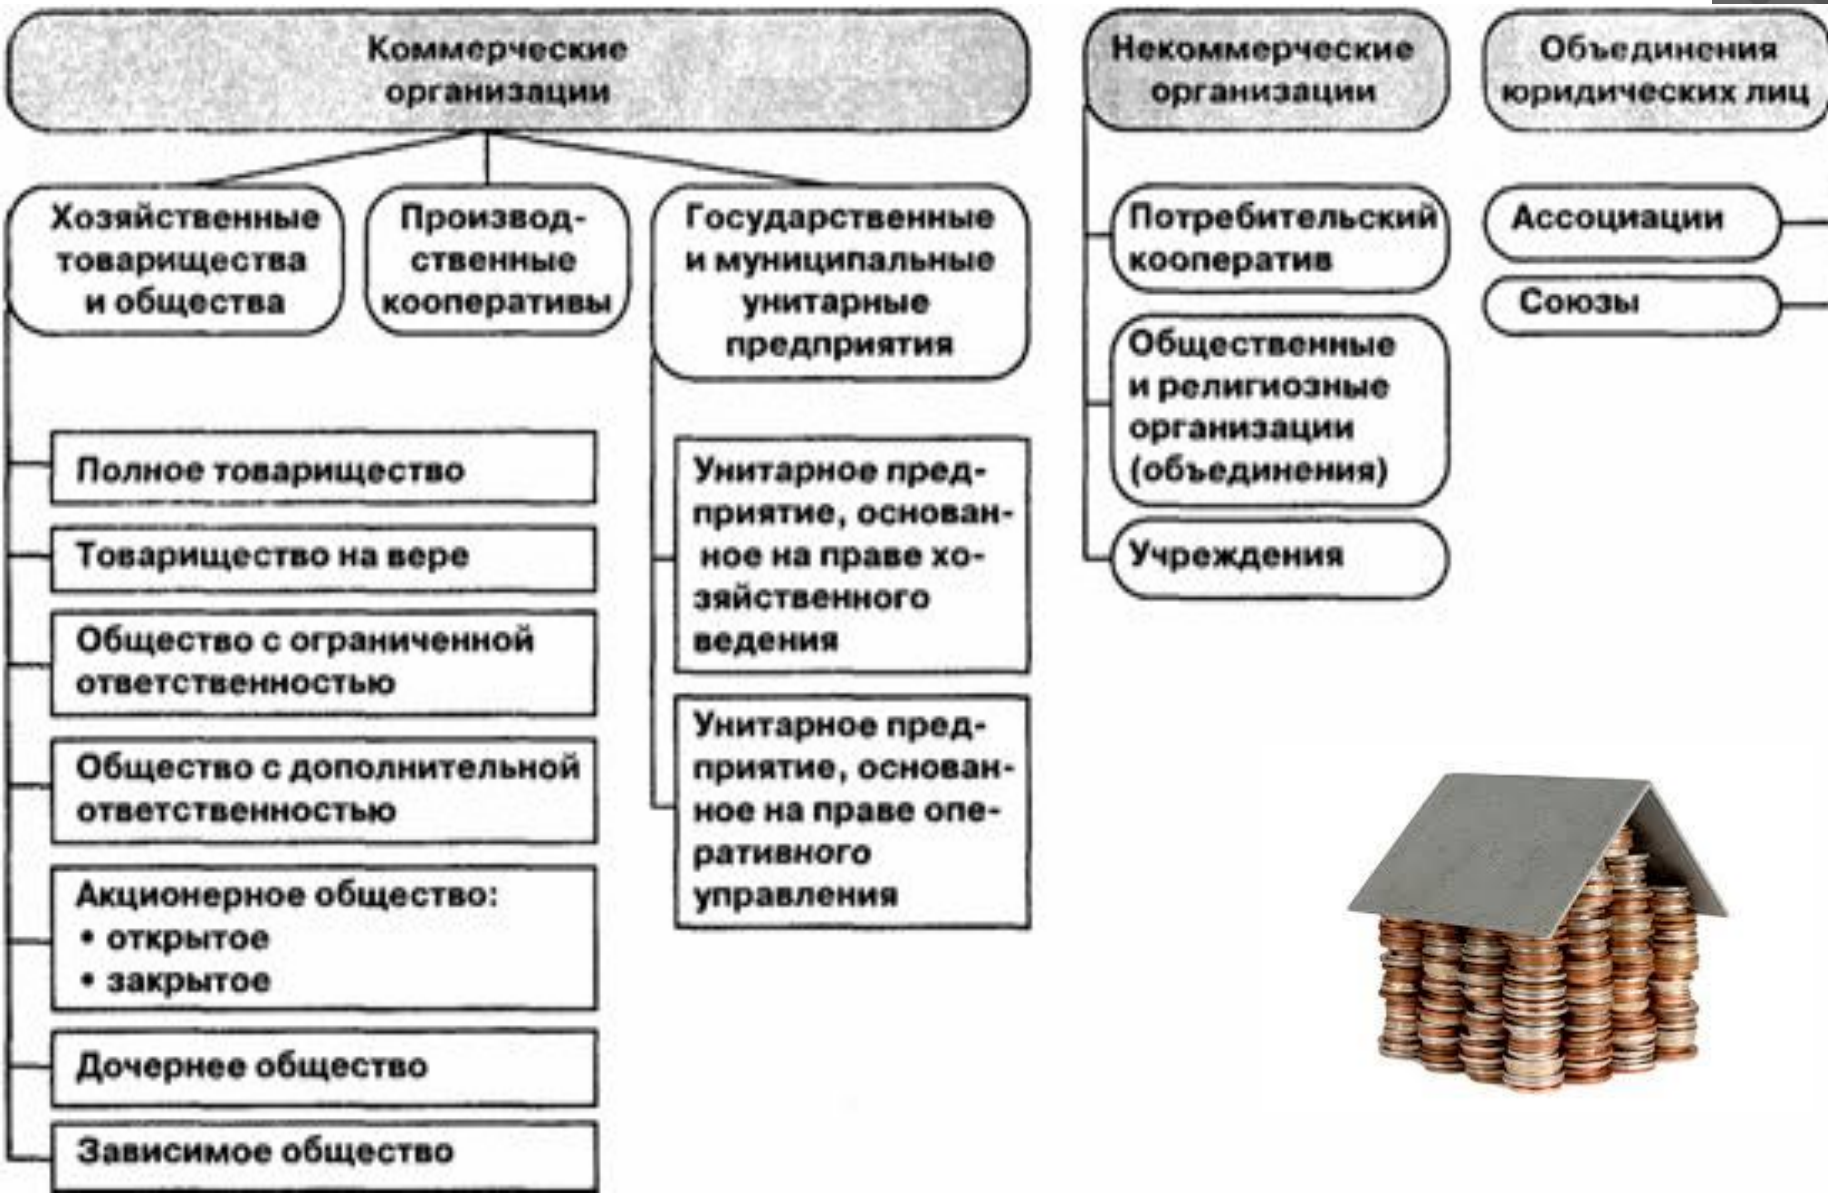 Коммерческие
организации
Некоммерческие
организации
Объединения
юридических лиц
Хозяйственные
товарищества
и общества
Производ-
ственные
кооперативы
Государственные
и муниципальные
унитарные
предприятия
Полное товарищество
Товарищество на вере
Общество с ограниченной
ответственностью
Общество с дополнительной
ответственностью
Акционерное общество:
• открытое
• закрытое
Дочернее общество
Зависимое общество
Унитарное пред-
приятие, основан-
ное на праве хо-
зяйственного
ведения
Унитарное пред-
приятие, основан-
ное на праве опе-
ративного
управления
Потребительский
кооператив
Общественные
и религиозные
организации
(объединения)
Учреждения
Ассоциации
Союзы